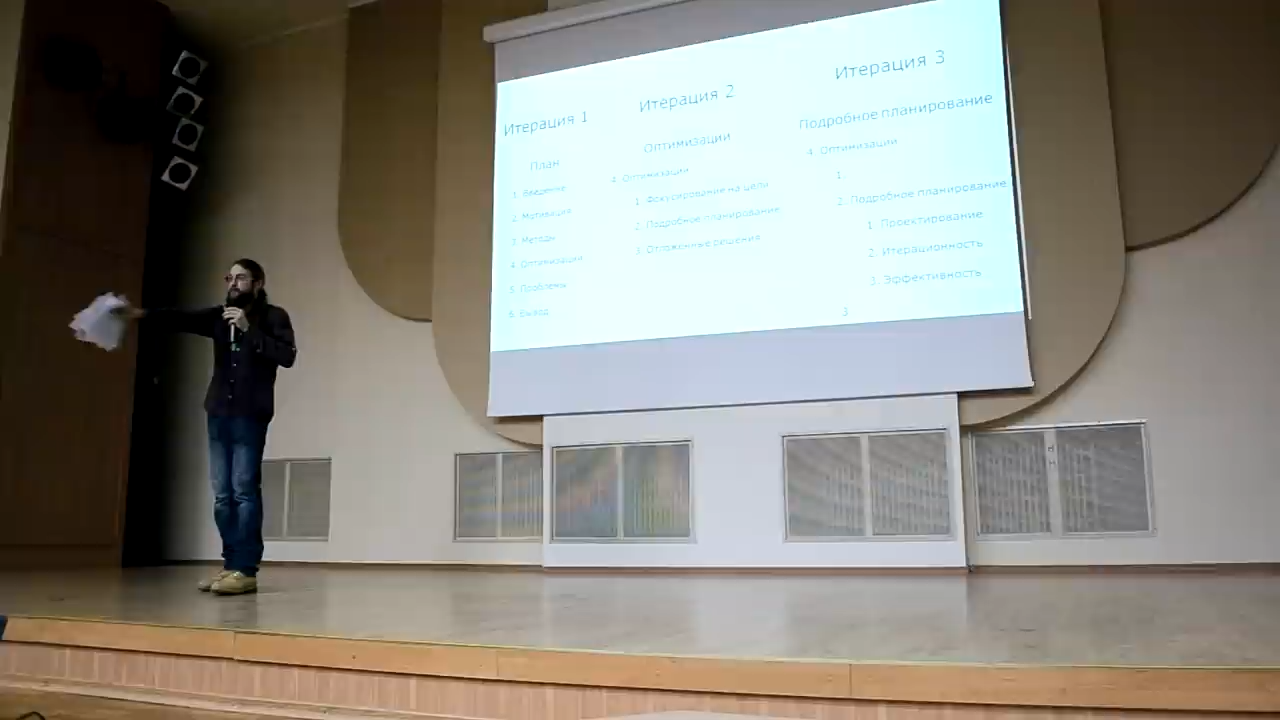 Итерация 1
План
1. Введение
2. Мотивация
3. Методы
4. Оптимизации
5. Проблемы
6. Вывод
Итерация 2
Оптимизации
4. Оптимизации
1. Фокусирование на цели
2. Подробное планирование
3. Отложенные решения
Итерация 3
Подробное планирование
4. Оптимизации
1.
2. Подробное планирование
1. Проектирование
2. Итерационность
3. Эффективность
3.